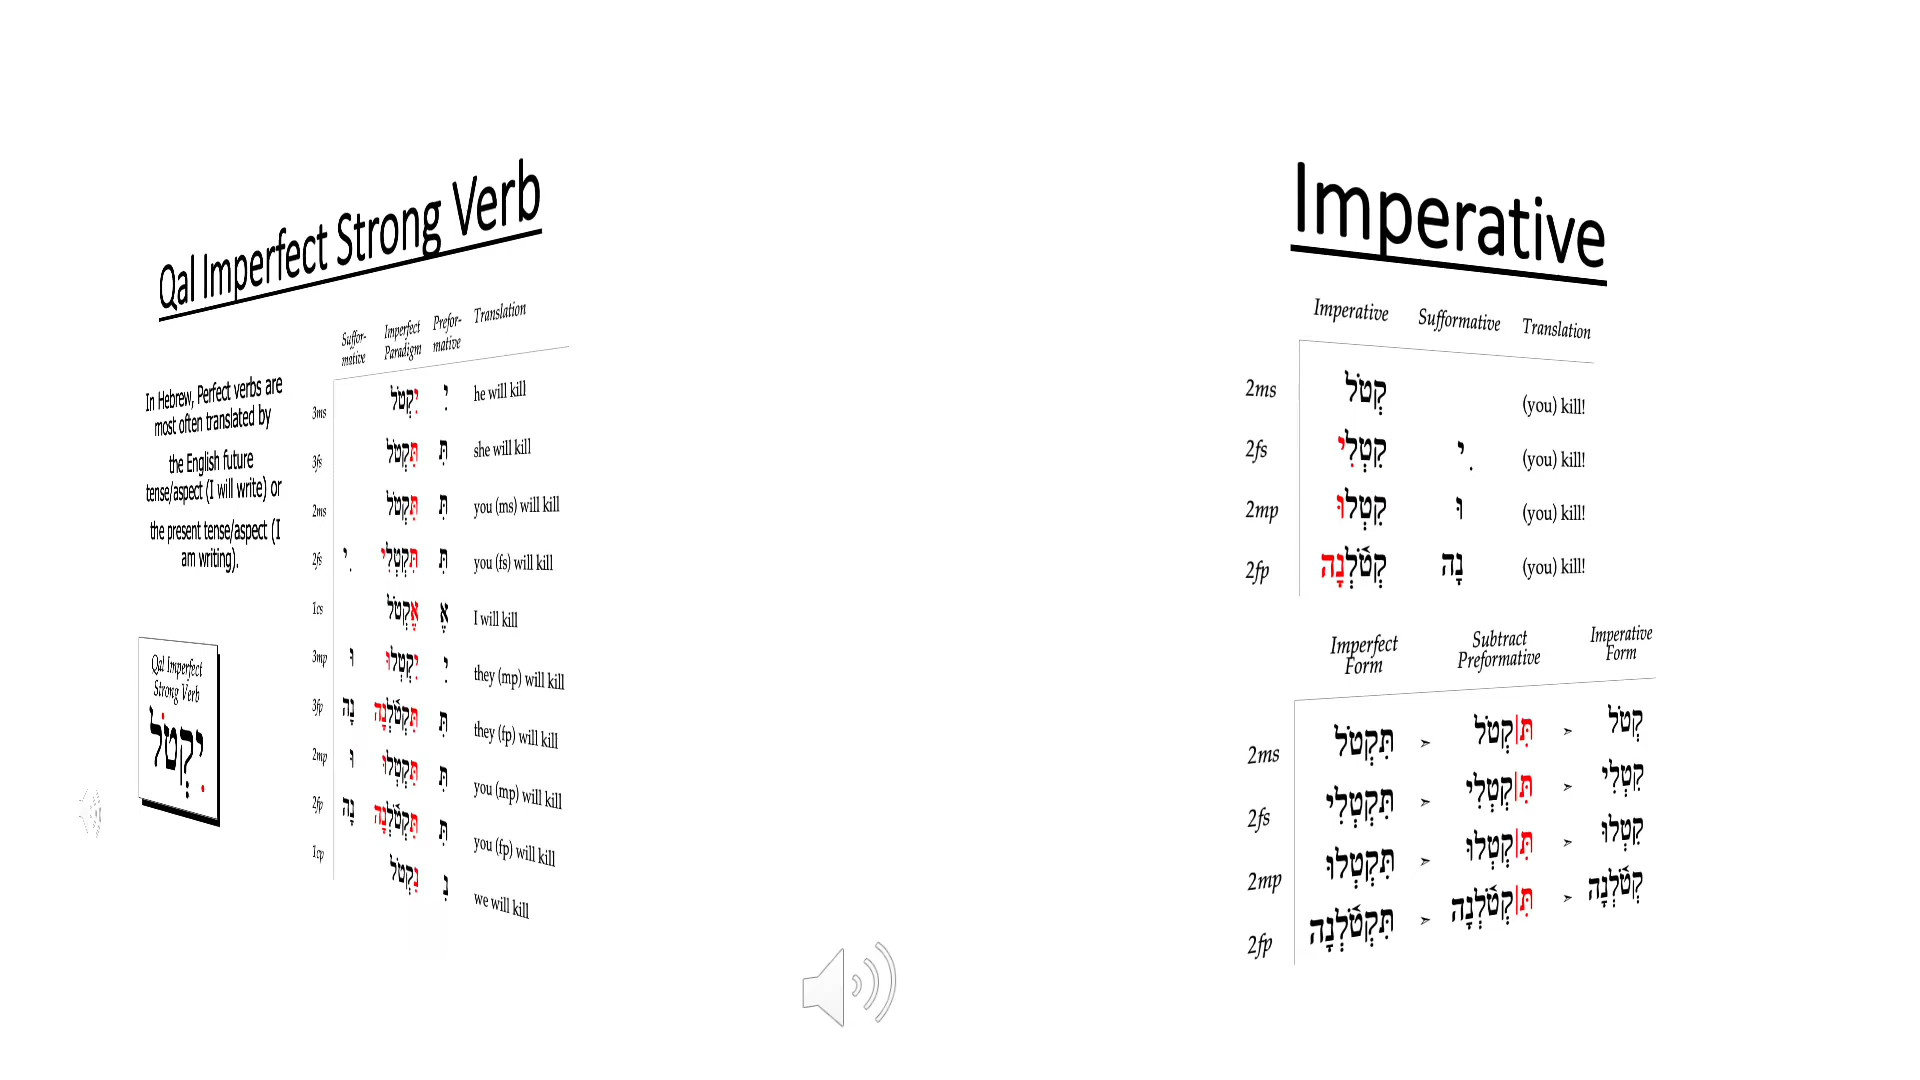 Qal Imperfect Strong Verb
In Hebrew, Perfect verbs are
most often translated by
the English future
tense/aspect (I will write) or
the present tense/aspect (I
am writing).
Qal Imperfect
Strong Verb
יִקְטֹל
Suffor-
mative Imperfect
Paradigm Prefor-
mative Translation
3ms יִקְטֹל יִ he will kill
3fs תִּקְטֹל תִּ she will kill
2ms תִּקְטֹל תִּ you (ms) will kill
2fs ִי תִּקְטְלִי תִּ you (fs) will kill
1cs אֶקְטֹל אֶ I will kill
3mp וּ יִקְטְלוּ יִ they (mp) will kill
3fp נָה תִּקְטֹ֫לְנָה תִּ they (fp) will kill
2mp וּ תִּקְטְלוּ תִּ you (mp) will kill
2fp נָה תִּקְטֹ֫לְנָה תִּ you (fp) will kill
1cp נִקְטֹל נִ we will kill
Imperative
Imperative Sufformative Translation
2ms קְטֹל (you) kill!
2fs קִטְלִי ִי (you) kill!
2mp קִטְלוּ וּ (you) kill!
2fp קְטֹ֫לְנָה נָה (you) kill!
Imperfect
Form Subtract
Preformative Imperative
Form
2ms תִּקְטֹל ➣ תִּ|קְטֹל ➣ קְטֹל
2fs תִּקְטְלִי ➣ תִּ|קְטְלִי ➣ קִטְלִי
2mp תִּקְטְלוּ ➣ תִּ|קְטְלוּ ➣ קִטְלוּ
2fp תִּקְטֹ֫לְנָה ➣ תִּ|קְטֹ֫לְנָה ➣ קְטֹ֫לְנָה